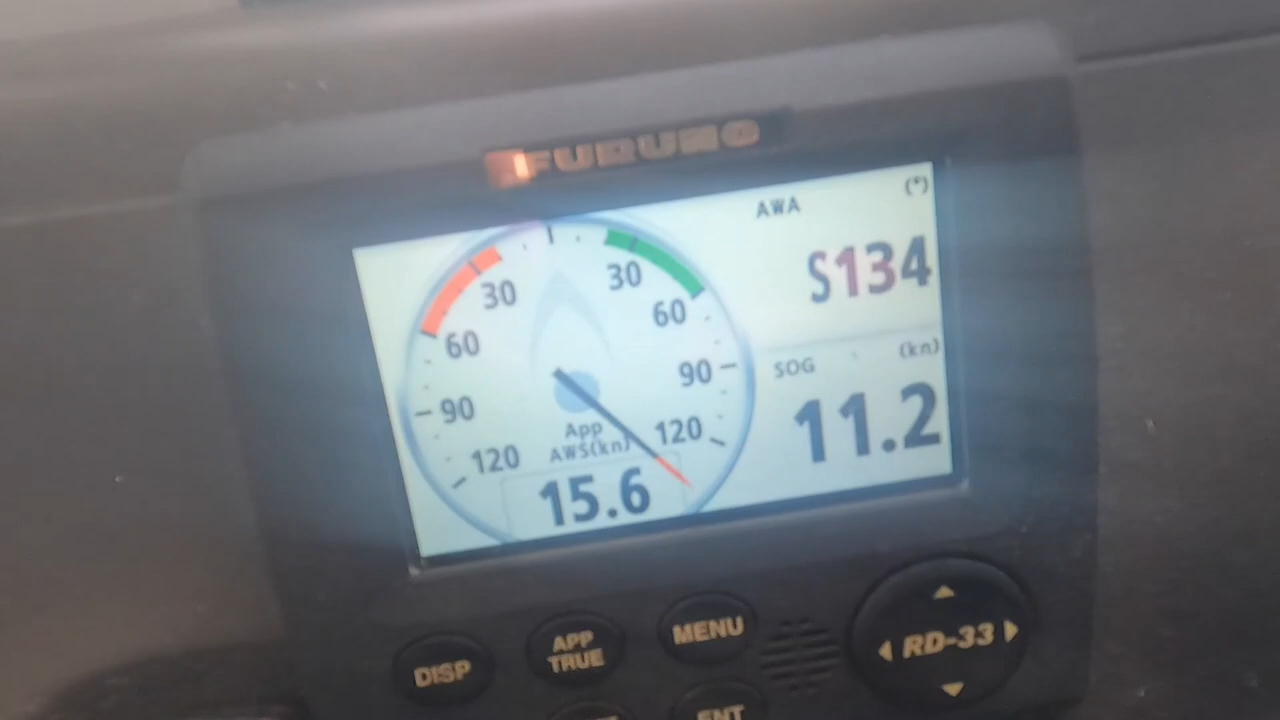 FURUNO
AWA (°)
S134
SOG (kn)
11.2
30 30
60 60
90 90
120 120
App
AWS(kn)
15.6
DISP
APP
TRUE
MENU
RD-33
ENT